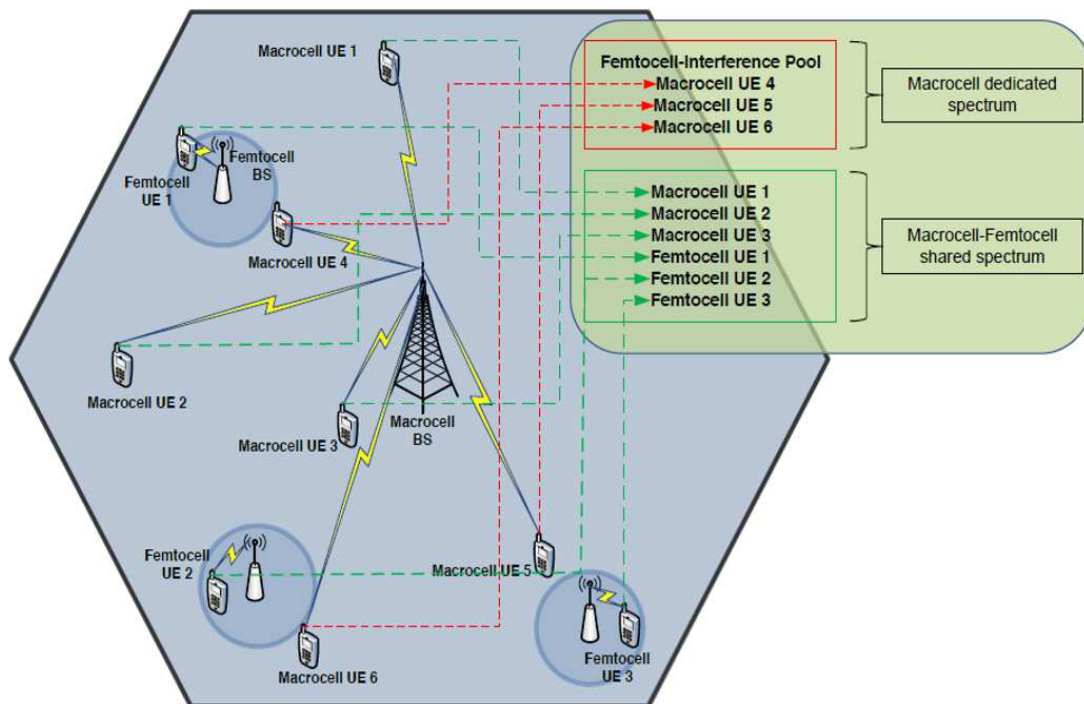 Macrocell UE 1
Femtocell
BS
Femtocell
UE 1
Macrocell UE 4
Macrocell UE 2
Macrocell UE 3
Macrocell
BS
Femtocell
UE 2
Macrocell UE 5
Macrocell UE 6
Femtocell
UE 3
Femtocell-Interference Pool
Macrocell UE 4
Macrocell UE 5
Macrocell UE 6
Macrocell UE 1
Macrocell UE 2
Macrocell UE 3
Femtocell UE 1
Femtocell UE 2
Femtocell UE 3
Macrocell dedicated
spectrum
Macrocell-Femtocell
shared spectrum